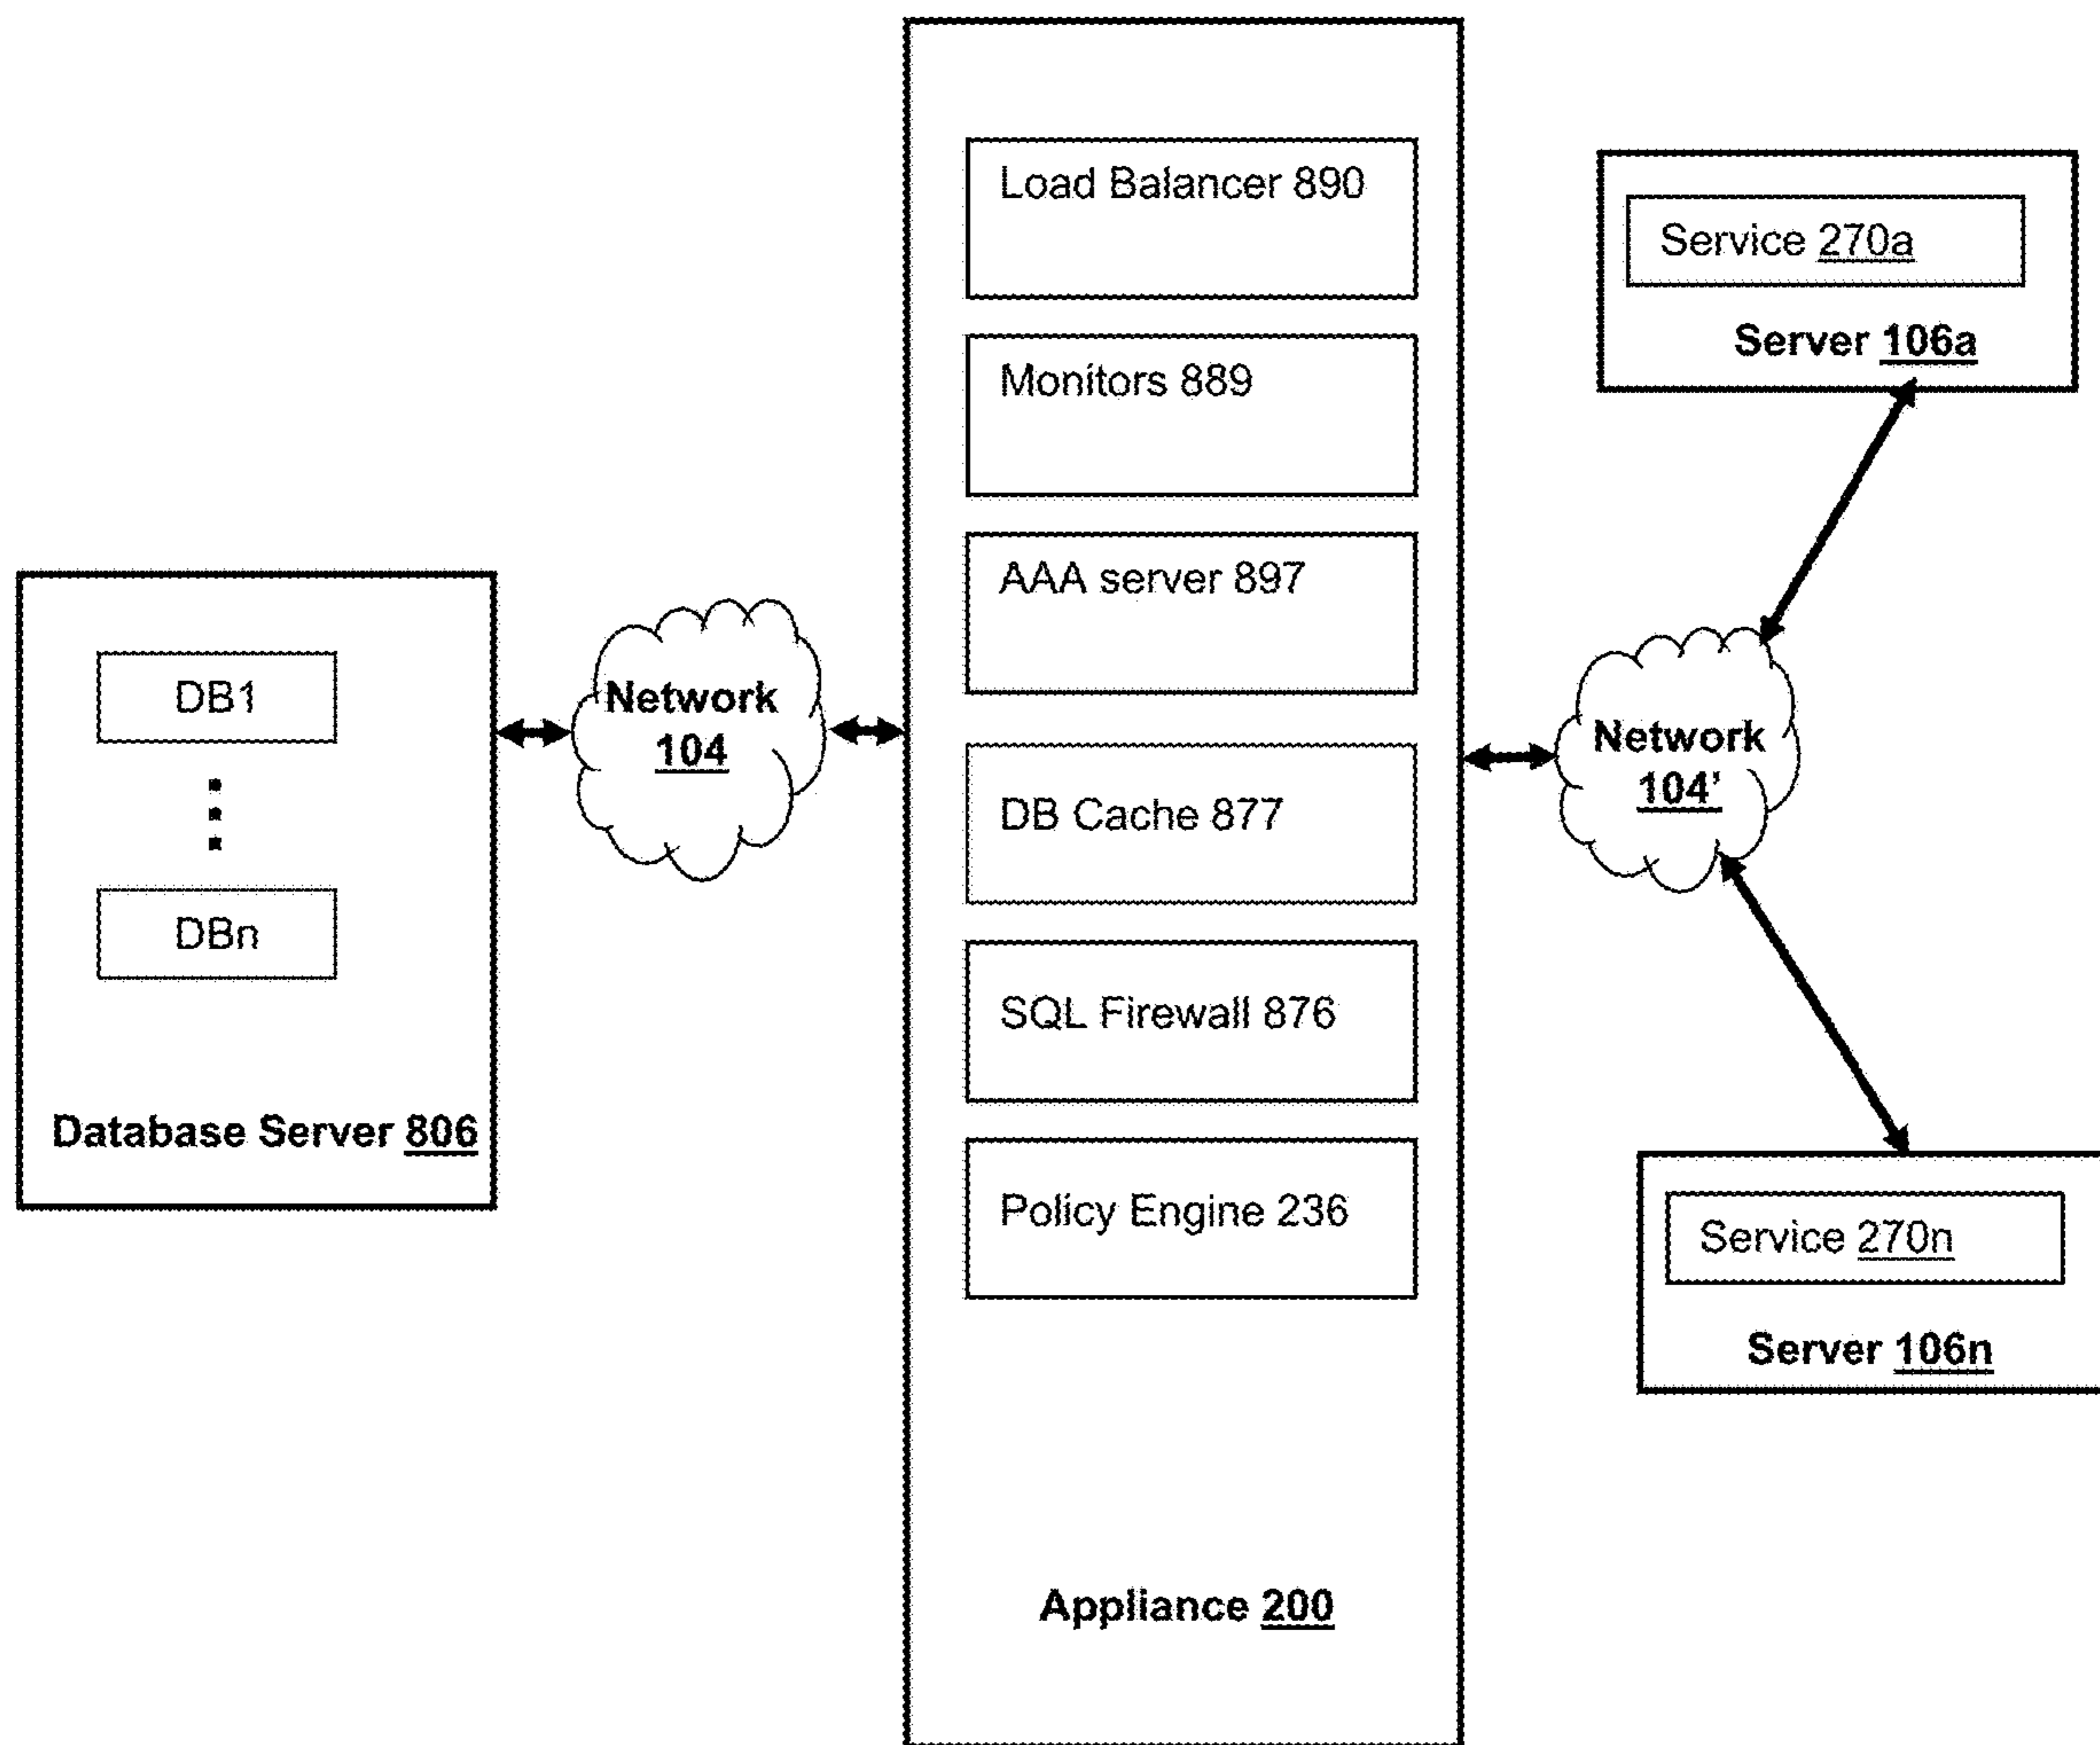 DB1
DBn
Database Server 806
Network
104
Load Balancer 890
Monitors 889
AAA server 897
DB Cache 877
SQL Firewall 876
Policy Engine 236
Appliance 200
Network
104'
Service 270a
Server 106a
Service 270n
Server 106n